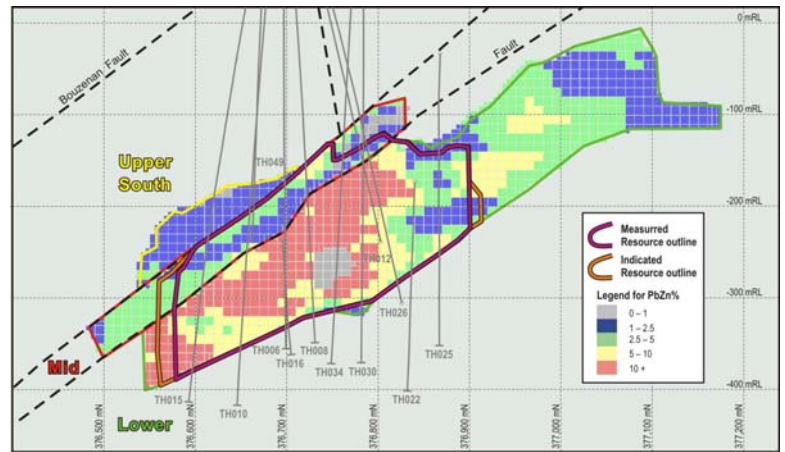 0 mRL
Bouzenan Fault
Fault
-100 mRL
Upper
South
TH049
-200 mRL
Measurred
Resource outline
Indicated
Resource outline
Legend for PbZn%
0 – 1
1 – 2.5
2.5 – 5
5 – 10
10 +
TH012
TH026
-300 mRL
TH006
TH016
TH008
TH034
TH030
TH025
Mid
TH015
TH010
TH022
-400 mRL
Lower
376,500 mN
376,600 mN
376,700 mN
376,800 mN
376,900 mN
377,000 mN
377,100 mN
377,200 mN